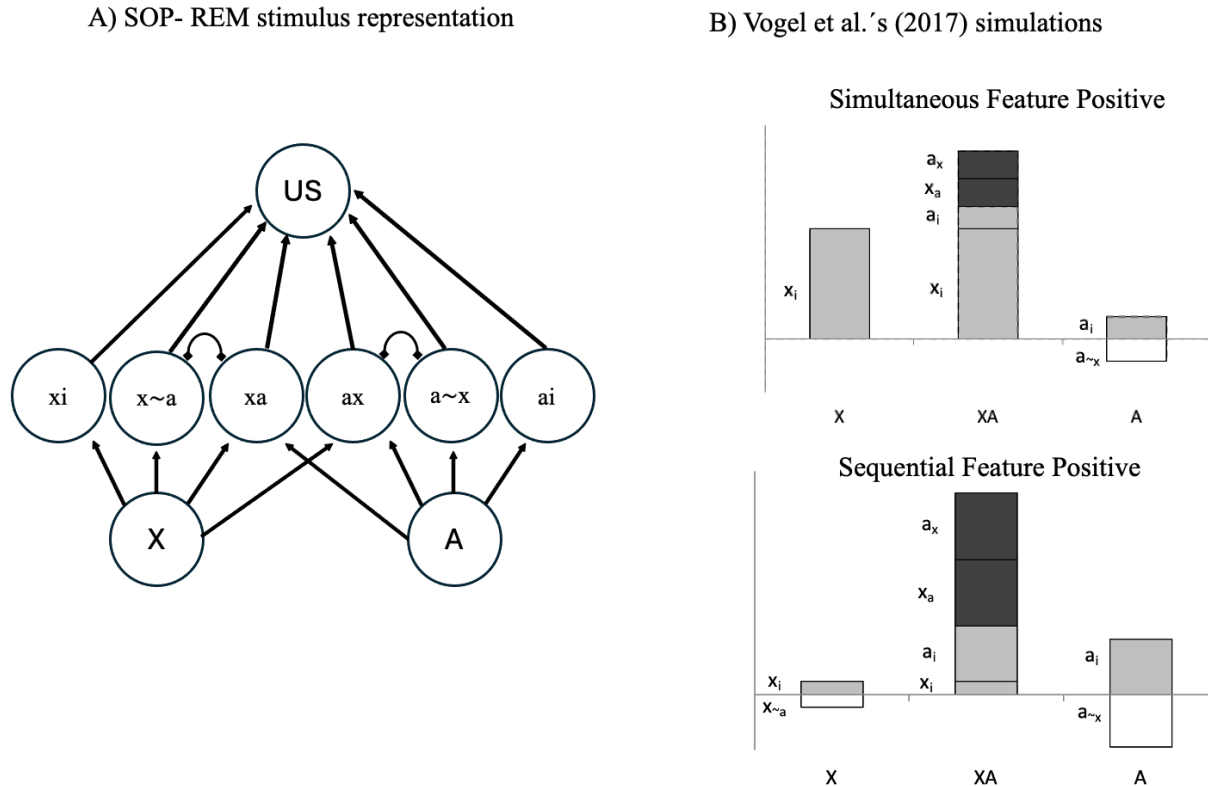 A) SOP- REM stimulus representation
US
xi
x~a
xa
ax
a~x
ai
X
A
B) Vogel et al.´s (2017) simulations
Simultaneous Feature Positive
xi
ax
xa
ai
xi
ai
a~x
X
XA
A
Sequential Feature Positive
xi
x~a
ax
xa
ai
xi
ai
a~x
X
XA
A